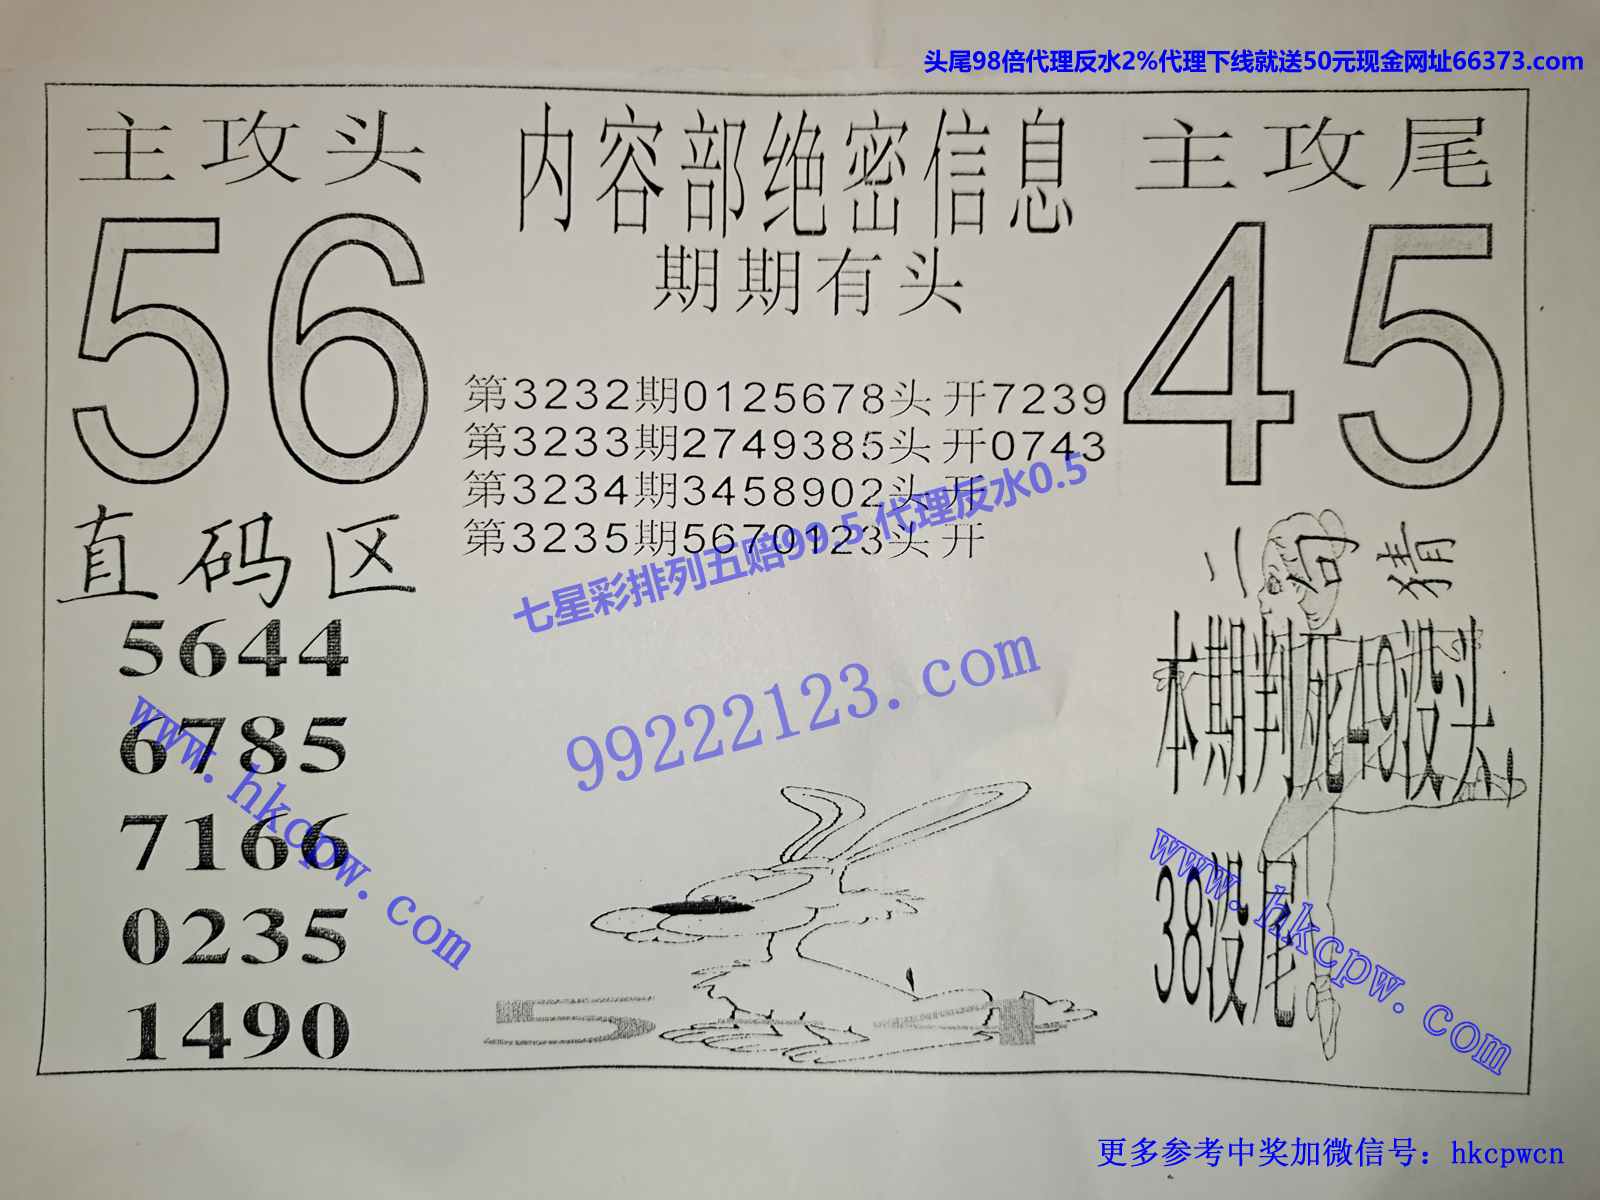 头尾98倍代理反水2%代理下线就送50元现金网址66373.com
主攻头
56
内容部绝密信息
期期有头
主攻尾
45
第3232期0125678头 开7239
第3233期2749385头 开0743
第3234期3458902头 开
第3235期5670123头 开
七星彩排列五赔99.5 代理反水0.5
99222123.com
直码区
5644
6785
7166
0235
1490
www.hkcpw.com
二句猜
本期判死49没头
38没尾
www.hkcpw.com
更多参考中奖加微信号：hkcpwcn